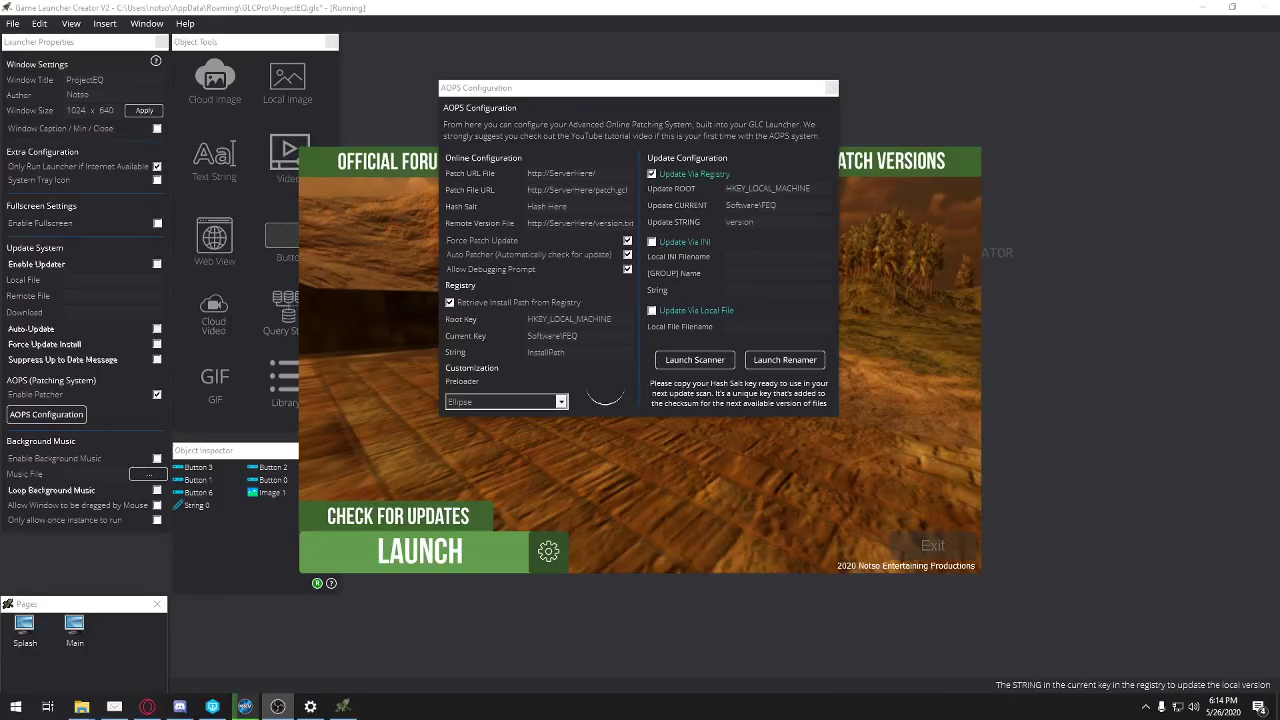 Game Launcher Creator V2 - C:\Users\notso\AppData\Roaming\GLCPro\ProjectEQ.glc* - [Running]
File Edit View Insert Window Help
Launcher Properties
Window Settings
Window Title ProjectEQ
Author Notso
Window Size 1024 x 640 Apply
Window Caption / Min / Close
Extra Configuration
Only Run Launcher if Internet Available
System Tray Icon
Fullscreen Settings
Enable Fullscreen
Update System
Enable Updater
Local File
Remote File
Download
Auto-Update
Force Update Install
Suppress Up to Date Message
AOPS (Patching System)
Enable Patcher
AOPS Configuration
Background Music
Enable Background Music
Music File ...
Loop Background Music
Allow Window to be dragged by Mouse
Only allow once instance to run
Object Tools
Cloud Image Local Image
Aa
Text String Video
Web View Butto
Cloud Video Query St
GIF
GIF Library
Object Inspector
Button 3 Button 2
Button 1 Button 0
Button 6 Image 1
String 0
AOPS Configuration
AOPS Configuration
From here you can configure your Advanced Online Patching System, built into your GLC Launcher. We
strongly suggest you check out the YouTube tutorial video if this is your first time with the AOPS system.
Online Configuration
Patch URL File http://ServerHere/
Patch File URL http://ServerHere/patch.gcl
Hash Salt Hash Here
Remote Version File http://ServerHere/version.txt
Force Patch Update
Auto Patcher (Automatically check for update)
Allow Debugging Prompt
Registry
Retrieve Install Path from Registry
Root Key HKEY_LOCAL_MACHINE
Current Key Software\FEQ
String InstallPath
Customization
Preloader
Ellipse
Update Configuration
Update Via Registry
Update ROOT HKEY_LOCAL_MACHINE
Update CURRENT Software\FEQ
Update STRING version
Update Via INI
Local INI Filename
[GROUP] Name
String
Update Via Local File
Local File Filename
Launch Scanner Launch Renamer
Please copy your Hash Salt key ready to use in your
next update scan. It's a unique key that's added to
the checksum for the next available version of files
OFFICIAL FORU
ATCH VERSIONS
ATOR
CHECK FOR UPDATES
LAUNCH
Exit
2020 Notso Entertaining Productions
R ?
Pages
Splash Main
The STRING in the current key in the registry to update the local version
6:14 PM
5/26/2020
4